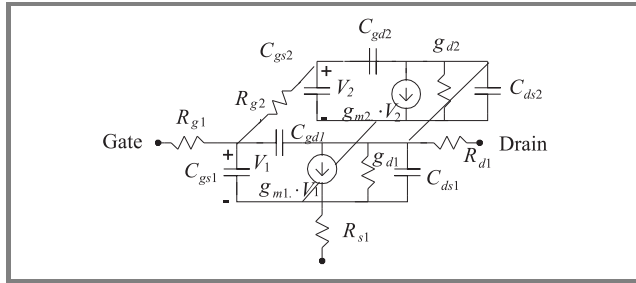 C_gd2
g_d2
C_gs2
+
V_2
C_ds2
R_g2
g_m2 · V_2
-
R_g1
C_gd1
Gate
Drain
+
V_1
R_d1
C_gs1
g_d1
C_ds1
g_m1. · V_1
-
R_s1